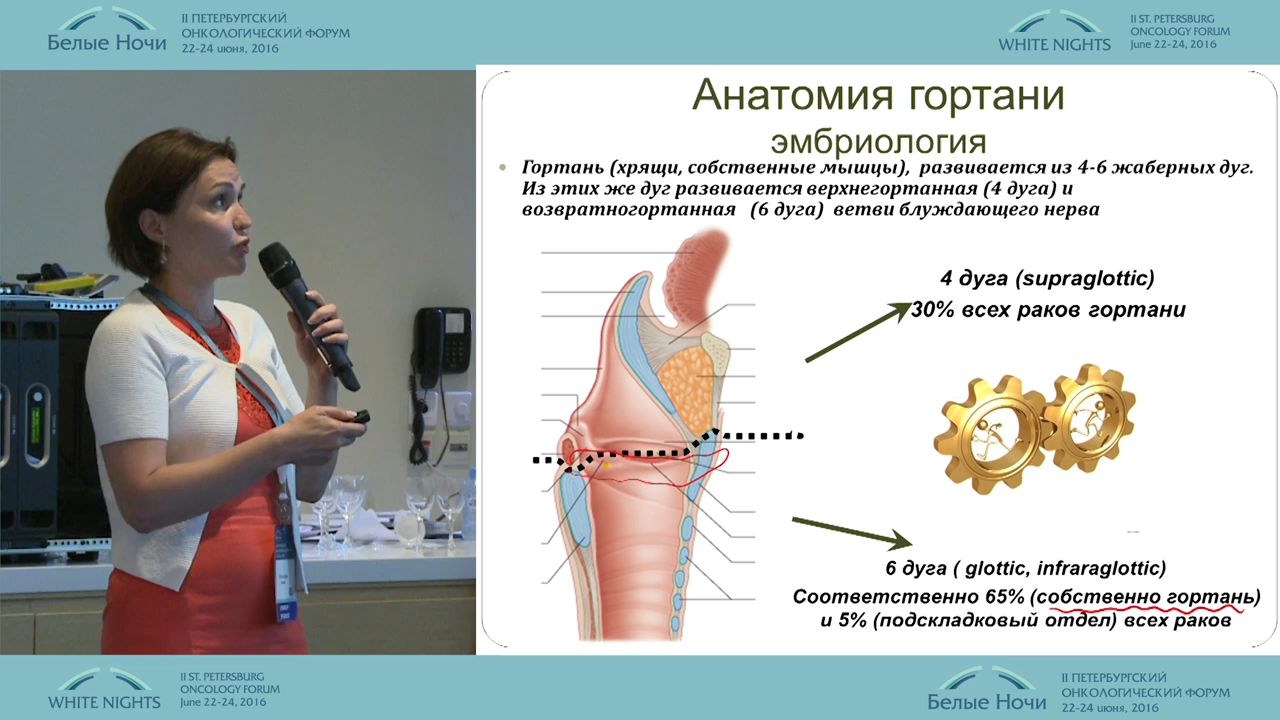 II ПЕТЕРБУРГСКИЙ
ОНКОЛОГИЧЕСКИЙ ФОРУМ
Белые Ночи
22-24 июня, 2016
II ST. PETERSBURG
ONCOLOGY FORUM
WHITE NIGHTS
June 22-24, 2016
Анатомия гортани
эмбриология
• Гортань (хрящи, собственные мышцы), развивается из 4-6 жаберных дуг.
Из этих же дуг развивается верхнегортанная (4 дуга) и
возвратногортанная (6 дуга) ветви блуждающего нерва
4 дуга (supraglottic)
30% всех раков гортани
6 дуга ( glottic, infraraglottic)
Соответственно 65% (собственно гортань)
и 5% (подскладковый отдел) всех раков
II ST. PETERSBURG
ONCOLOGY FORUM
WHITE NIGHTS
June 22-24, 2016
II ПЕТЕРБУРГСКИЙ
ОНКОЛОГИЧЕСКИЙ ФОРУМ
Белые Ночи
22-24 июня, 2016